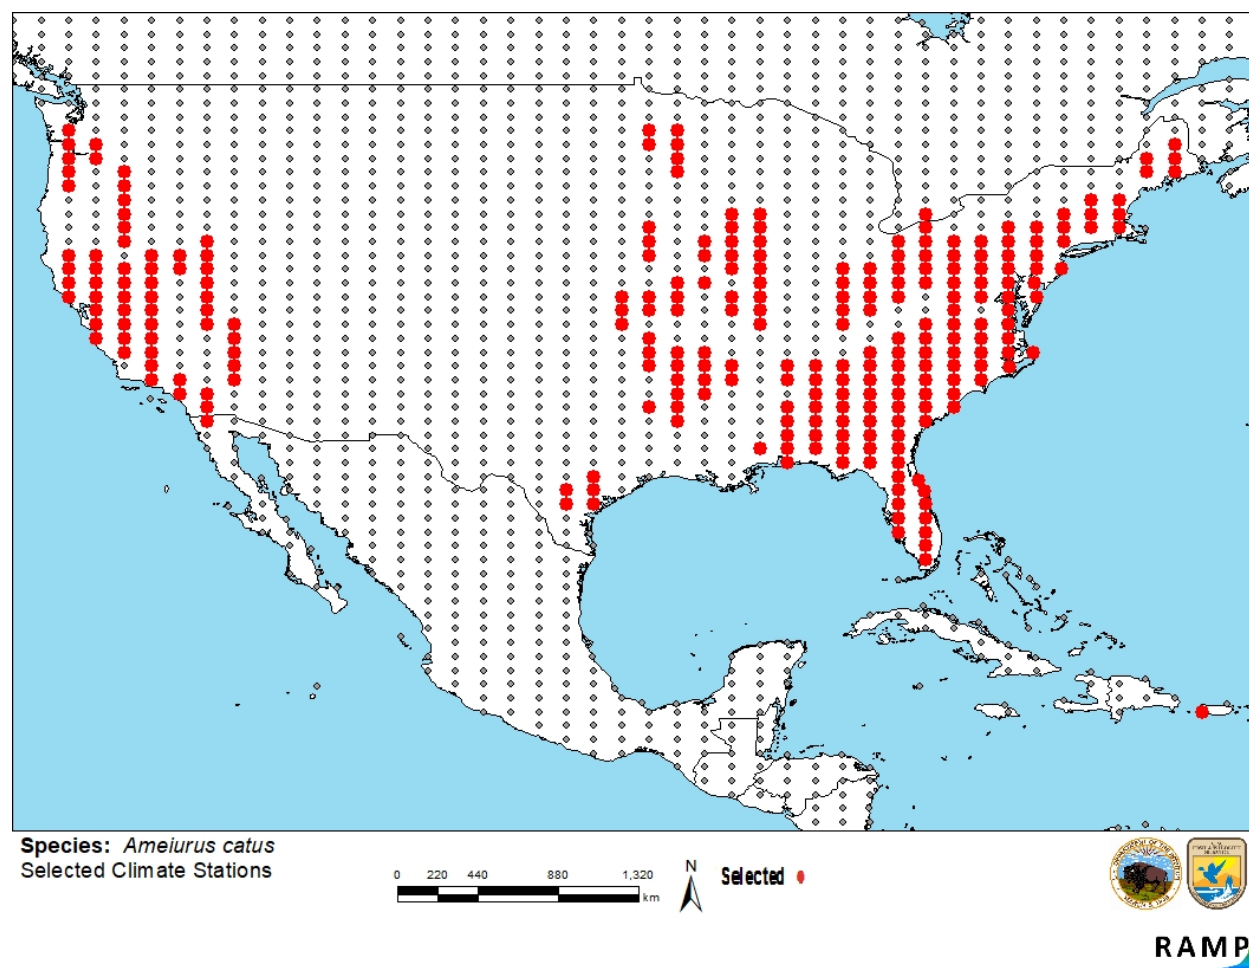 Species: Ameiurus catus
Selected Climate Stations
0 220 440 880 1,320
km
N
Selected
RAMP